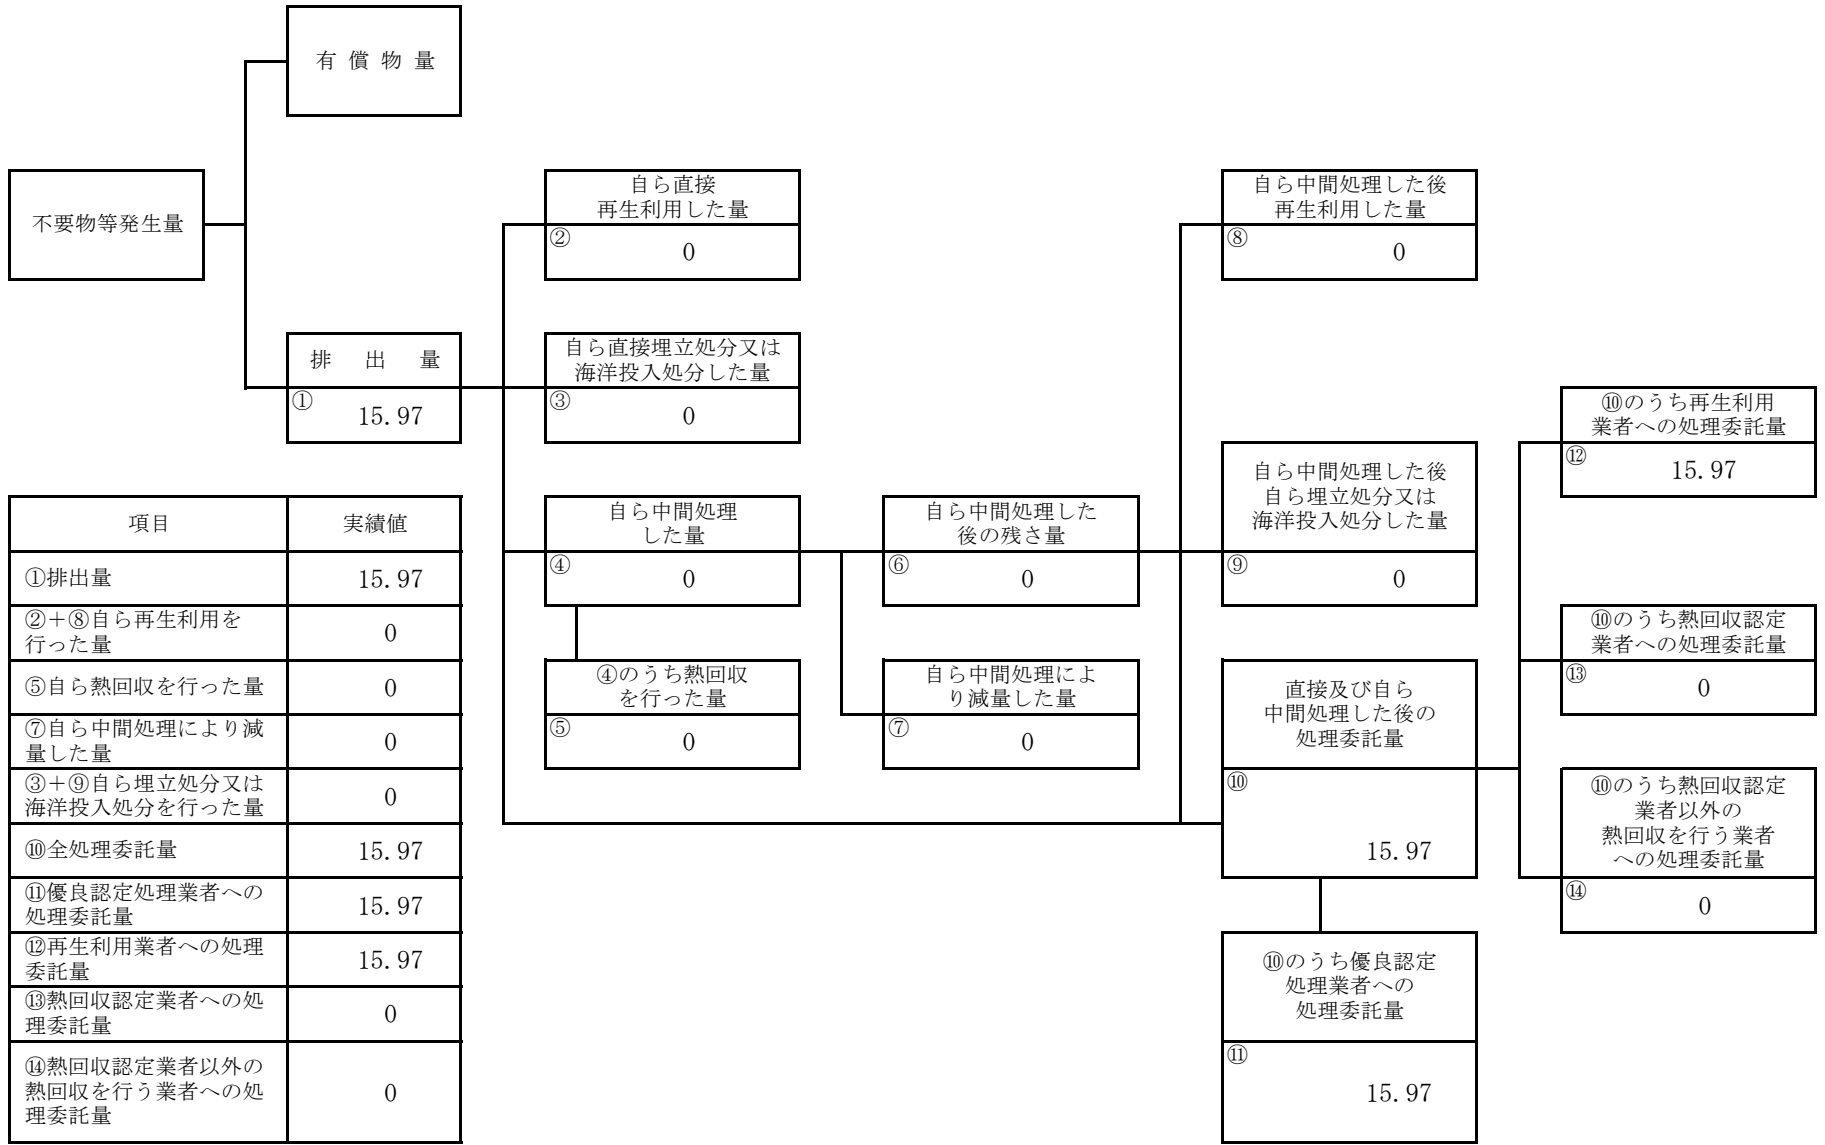 有償物量
不要物等発生量
自ら直接
再生利用した量
②
0
自ら中間処理した後
再生利用した量
⑧
0
排出量
①
15.97
自ら直接埋立処分又は
海洋投入処分した量
③
0
⑩のうち再生利用
業者への処理委託量
⑫
15.97
自ら中間処理
した量
④
0
自ら中間処理した
後の残さ量
⑥
0
自ら中間処理した後
自ら埋立処分又は
海洋投入処分した量
⑨
0
⑩のうち熱回収認定
業者への処理委託量
⑬
0
④のうち熱回収
を行った量
⑤
0
自ら中間処理によ
り減量した量
⑦
0
直接及び自ら
中間処理した後の
処理委託量
⑩
15.97
⑩のうち熱回収認定
業者以外の
熱回収を行う業者
への処理委託量
⑭
0
⑩のうち優良認定
処理業者への
処理委託量
⑪
15.97
項目 実績値
①排出量 15.97
②+⑧自ら再生利用を
行った量
0
⑤自ら熱回収を行った量 0
⑦自ら中間処理により減
量した量
0
③+⑨自ら埋立処分又は
海洋投入処分を行った量
0
⑩全処理委託量 15.97
⑪優良認定処理業者への
処理委託量
15.97
⑫再生利用業者への処理
委託量
15.97
⑬熱回収認定業者への処
理委託量
0
⑭熱回収認定業者以外の
熱回収を行う業者への処
理委託量
0